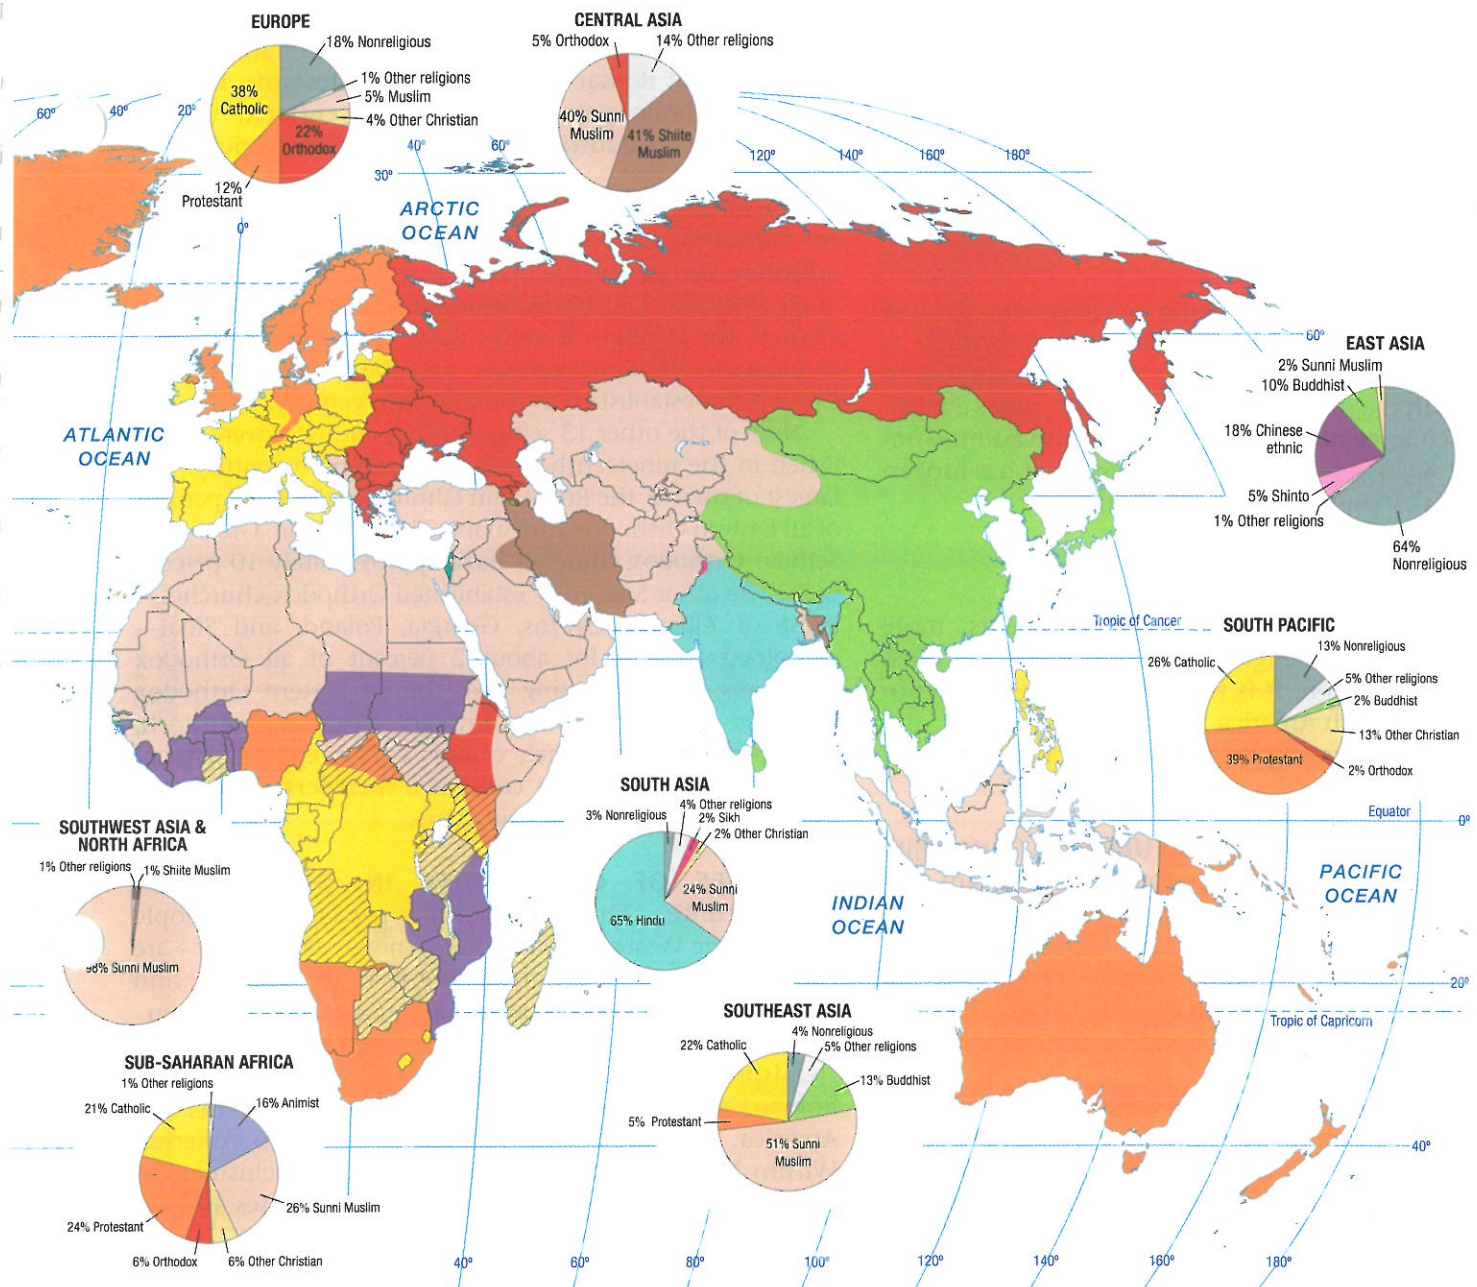 EUROPE
18% Nonreligious
1% Other religions
5% Muslim
4% Other Christian
22%
Orthodox
12%
Protestant
38%
Catholic
CENTRAL ASIA
5% Orthodox
14% Other religions
40% Sunni
Muslim
41% Shiite
Muslim
60°
40°
20°
0°
40°
60°
30°
120°
140°
160°
180°
ARCTIC
OCEAN
60°
EAST ASIA
2% Sunni Muslim
10% Buddhist
18% Chinese
ethnic
5% Shinto
1% Other religions
64%
Nonreligious
ATLANTIC
OCEAN
Tropic of Cancer
SOUTH PACIFIC
26% Catholic
13% Nonreligious
5% Other religions
2% Buddhist
13% Other Christian
2% Orthodox
39% Protestant
Equator
0°
SOUTHWEST ASIA &
NORTH AFRICA
1% Other religions
1% Shiite Muslim
98% Sunni Muslim
SOUTH ASIA
3% Nonreligious
4% Other religions
2% Sikh
2% Other Christian
24% Sunni
Muslim
65% Hindu
INDIAN
OCEAN
PACIFIC
OCEAN
20°
Tropic of Capricorn
SOUTHEAST ASIA
22% Catholic
4% Nonreligious
5% Other religions
13% Buddhist
5% Protestant
51% Sunni
Muslim
SUB-SAHARAN AFRICA
1% Other religions
21% Catholic
16% Animist
26% Sunni Muslim
24% Protestant
6% Orthodox
6% Other Christian
40°
40°
60°
80°
100°
120°
140°
160°
180°